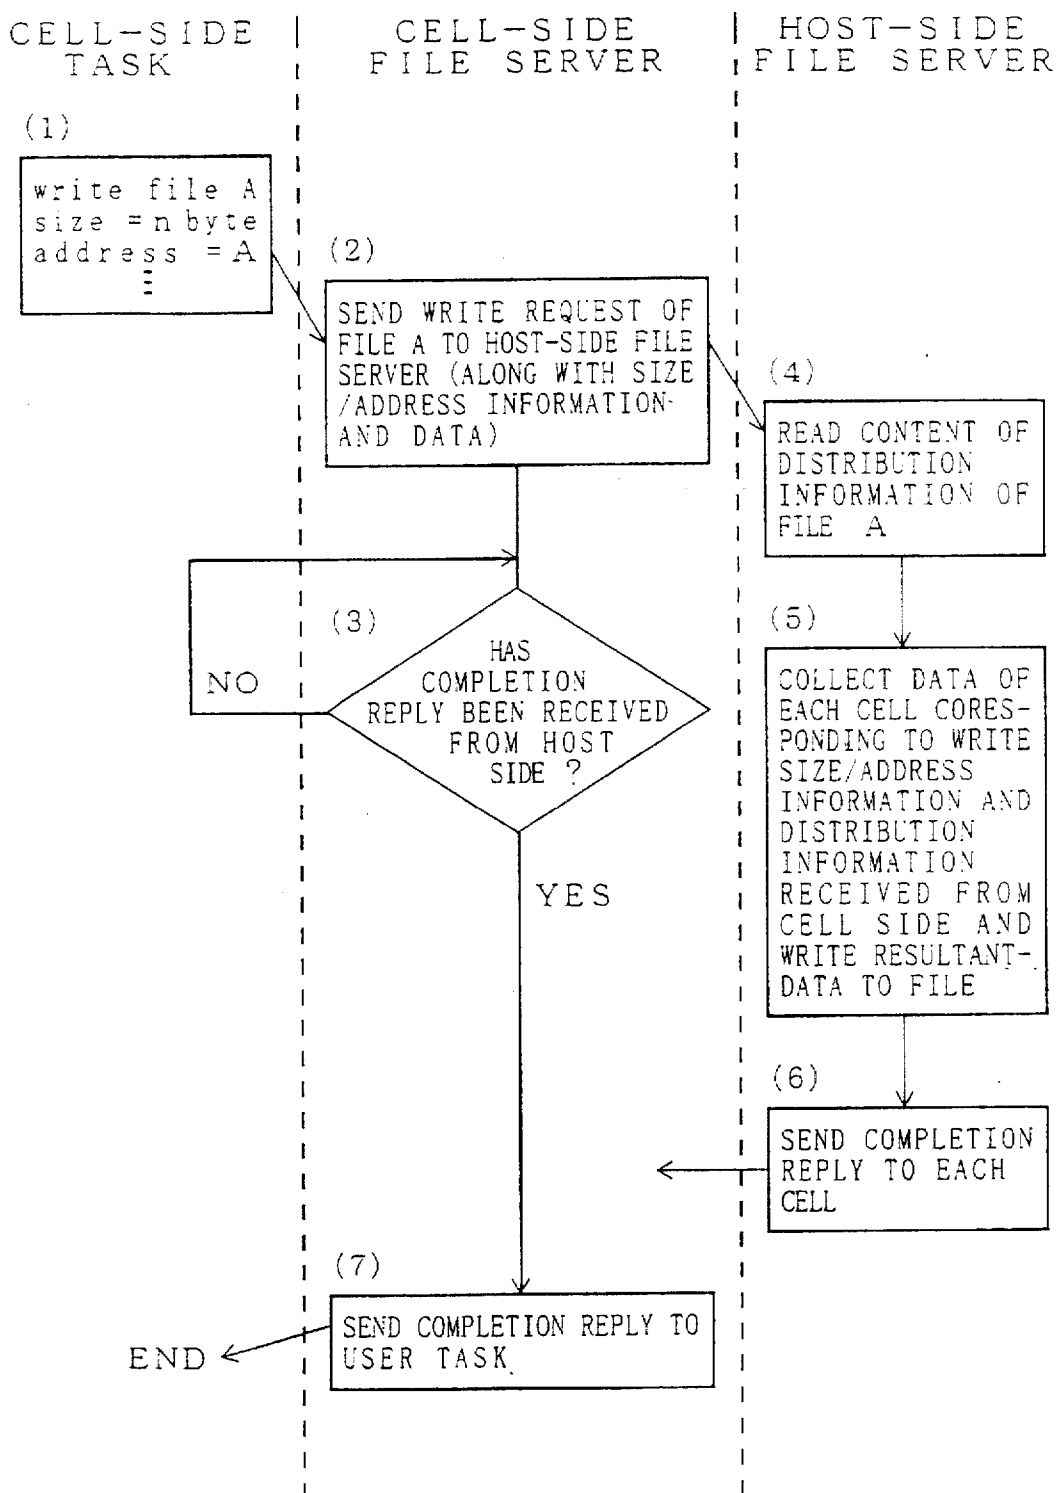 CELL-SIDE
TASK
CELL-SIDE
FILE SERVER
HOST-SIDE
FILE SERVER
(1)
write file A
size = n byte
address = A
(2)
SEND WRITE REQUEST OF
FILE A TO HOST-SIDE FILE
SERVER (ALONG WITH SIZE
/ADDRESS INFORMATION
AND DATA)
(4)
READ CONTENT OF
DISTRIBUTION
INFORMATION OF
FILE A
(3)
HAS
COMPLETION
REPLY BEEN RECEIVED
FROM HOST
SIDE ?
NO
YES
(5)
COLLECT DATA OF
EACH CELL CORES-
PONDING TO WRITE
SIZE/ADDRESS
INFORMATION AND
DISTRIBUTION
INFORMATION
RECEIVED FROM
CELL SIDE AND
WRITE RESULTANT-
DATA TO FILE
(6)
SEND COMPLETION
REPLY TO EACH
CELL
(7)
SEND COMPLETION REPLY TO
USER TASK
END